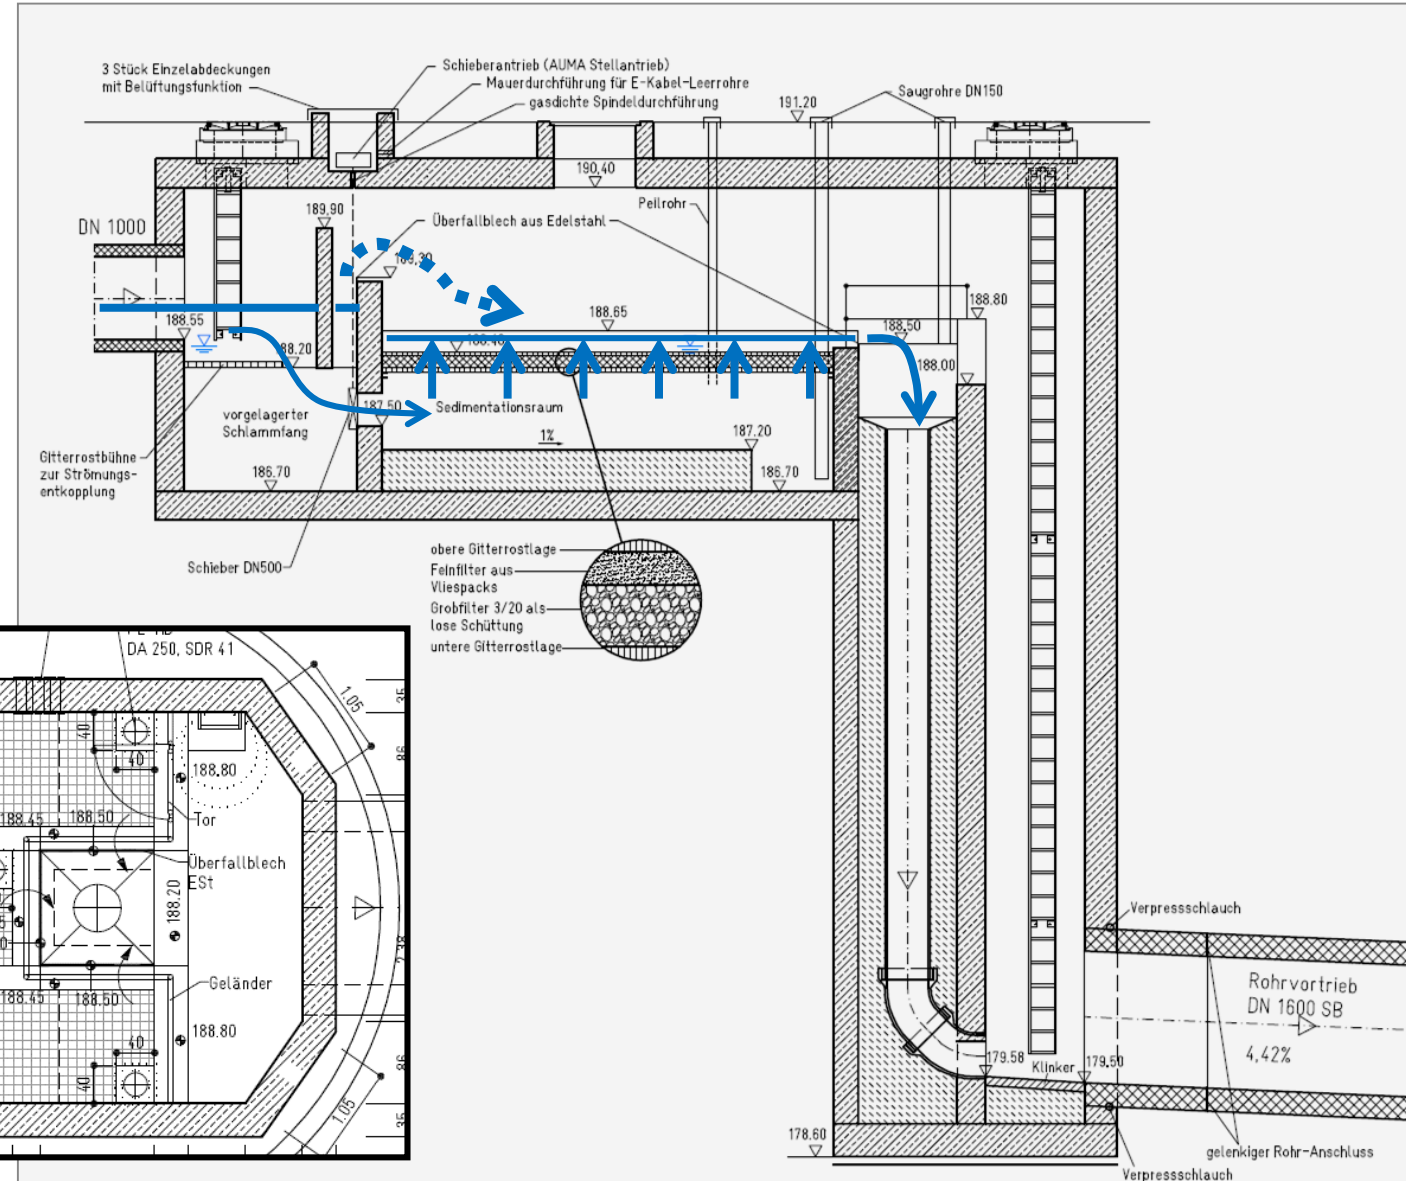 3 Stück Einzelabdeckungen
mit Belüftungsfunktion
Schieberantrieb (AUMA Stellantrieb)
Mauerdurchführung für E-Kabel-Leerrohre
gasdichte Spindeldurchführung
191.20
Saugrohre DN150
190.40
Peilrohr
DN 1000
189.90
Überfallblech aus Edelstahl
188.55
188.65
188.80
188.50
188.20
188.00
187.50
Sedimentationsraum
vorgelagerter
Schlammfang
1%
187.20
Gitterrostbühne
zur Strömungs-
entkopplung
186.70
186.70
Schieber DN500
obere Gitterrostlage
Feinfilter aus
Vliespacks
Grobfilter 3/20 als
lose Schüttung
untere Gitterrostlage
DA 250, SDR 41
1.05
35
86
40
40
188.80
188.45
188.50
Tor
Überfallblech
ESt
188.20
Geländer
188.45
188.50
188.80
40
40
86
1.05
35
Verpressschlauch
Rohrvortrieb
DN 1600 SB
4,42%
179.58
Klinker
179.50
178.60
gelenkiger Rohr-Anschluss
Verpressschlauch